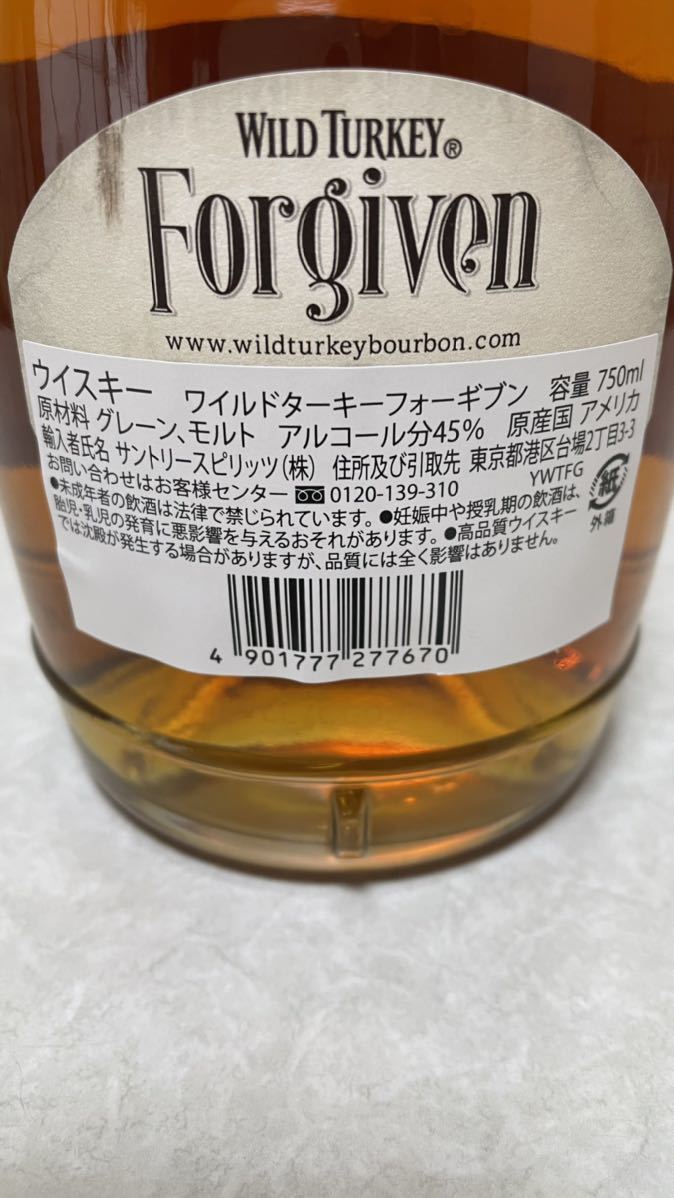 WILD TURKEY®
Forgiven
www.wildturkeybourbon.com
ウイスキー ワイルドターキーフォーギブン 容量 750ml
原材料 グレーン、モルト アルコール分45% 原産国 アメリカ
輸入者氏名 サントリースピリッツ(株) 住所及び引取先 東京都港区台場2丁目3-3
お問い合わせはお客様センター 0120-139-310 YWTFG
●未成年者の飲酒は法律で禁じられています。●妊娠中や授乳期の飲酒は、
胎児・乳児の発育に悪影響を与えるおそれがあります。●高品質ウイスキー
では沈殿が発生する場合がありますが、品質には全く影響はありません。
紙
外箱
4 901777 277670